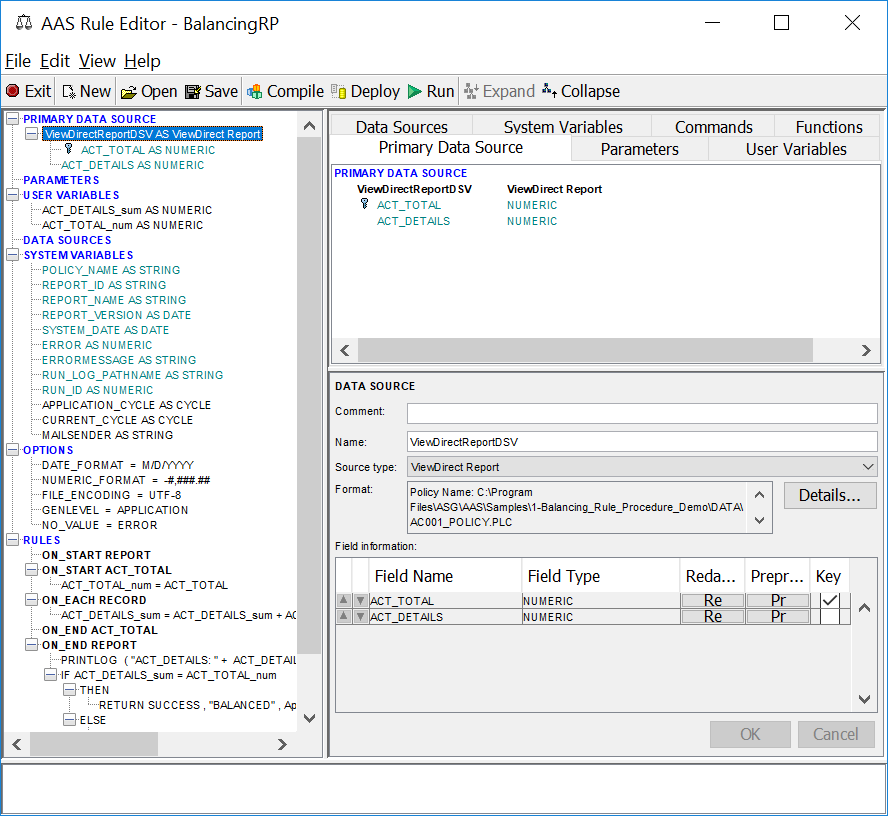 AAS Rule Editor - BalancingRP
File Edit View Help
Exit New Open Save Compile Deploy Run Expand Collapse
PRIMARY DATA SOURCE
ViewDirectReportDSV AS ViewDirect Report
ACT_TOTAL AS NUMERIC
ACT_DETAILS AS NUMERIC
PARAMETERS
USER VARIABLES
ACT_DETAILS_sum AS NUMERIC
ACT_TOTAL_num AS NUMERIC
DATA SOURCES
SYSTEM VARIABLES
POLICY_NAME AS STRING
REPORT_ID AS STRING
REPORT_NAME AS STRING
REPORT_VERSION AS DATE
SYSTEM_DATE AS DATE
ERROR AS NUMERIC
ERRORMESSAGE AS STRING
RUN_LOG_PATHNAME AS STRING
RUN_ID AS NUMERIC
APPLICATION_CYCLE AS CYCLE
CURRENT_CYCLE AS CYCLE
MAILSENDER AS STRING
OPTIONS
DATE_FORMAT = M/D/YYYY
NUMERIC_FORMAT = -#,###.##
FILE_ENCODING = UTF-8
GENLEVEL = APPLICATION
NO_VALUE = ERROR
RULES
ON_START REPORT
ON_START ACT_TOTAL
ACT_TOTAL_num = ACT_TOTAL
ON_EACH RECORD
ACT_DETAILS_sum = ACT_DETAILS_sum + AC
ON_END ACT_TOTAL
ON_END REPORT
PRINTLOG ( "ACT_DETAILS: " + ACT_DETAIL
IF ACT_DETAILS_sum = ACT_TOTAL_num
THEN
RETURN SUCCESS , "BALANCED" , Ap
ELSE
Data Sources System Variables Commands Functions
Primary Data Source Parameters User Variables
PRIMARY DATA SOURCE
ViewDirectReportDSV ViewDirect Report
ACT_TOTAL NUMERIC
ACT_DETAILS NUMERIC
DATA SOURCE
Comment:
Name: ViewDirectReportDSV
Source type: ViewDirect Report
Format: Policy Name: C:\Program
Files\ASG\AAS\Samples\1-Balancing_Rule_Procedure_Demo\DATA\
AC001_POLICY.PLC
Details...
Field information:
Field Name Field Type Reda... Prepr... Key
ACT_TOTAL NUMERIC Re Pr
ACT_DETAILS NUMERIC Re Pr
OK Cancel